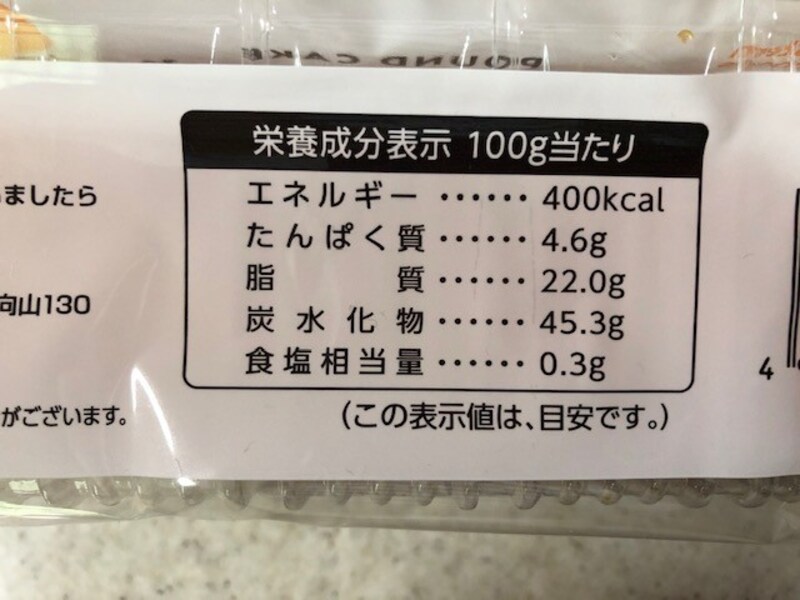 POUND CAKE
栄養成分表示 100g当たり
エネルギー ‥‥‥ 400kcal
たんぱく質 ‥‥‥ 4.6g
脂質 ‥‥‥ 22.0g
炭水化物 ‥‥‥ 45.3g
食塩相当量 ‥‥‥ 0.3g
(この表示値は、目安です。)
ましたら
向山130
がございます。
4